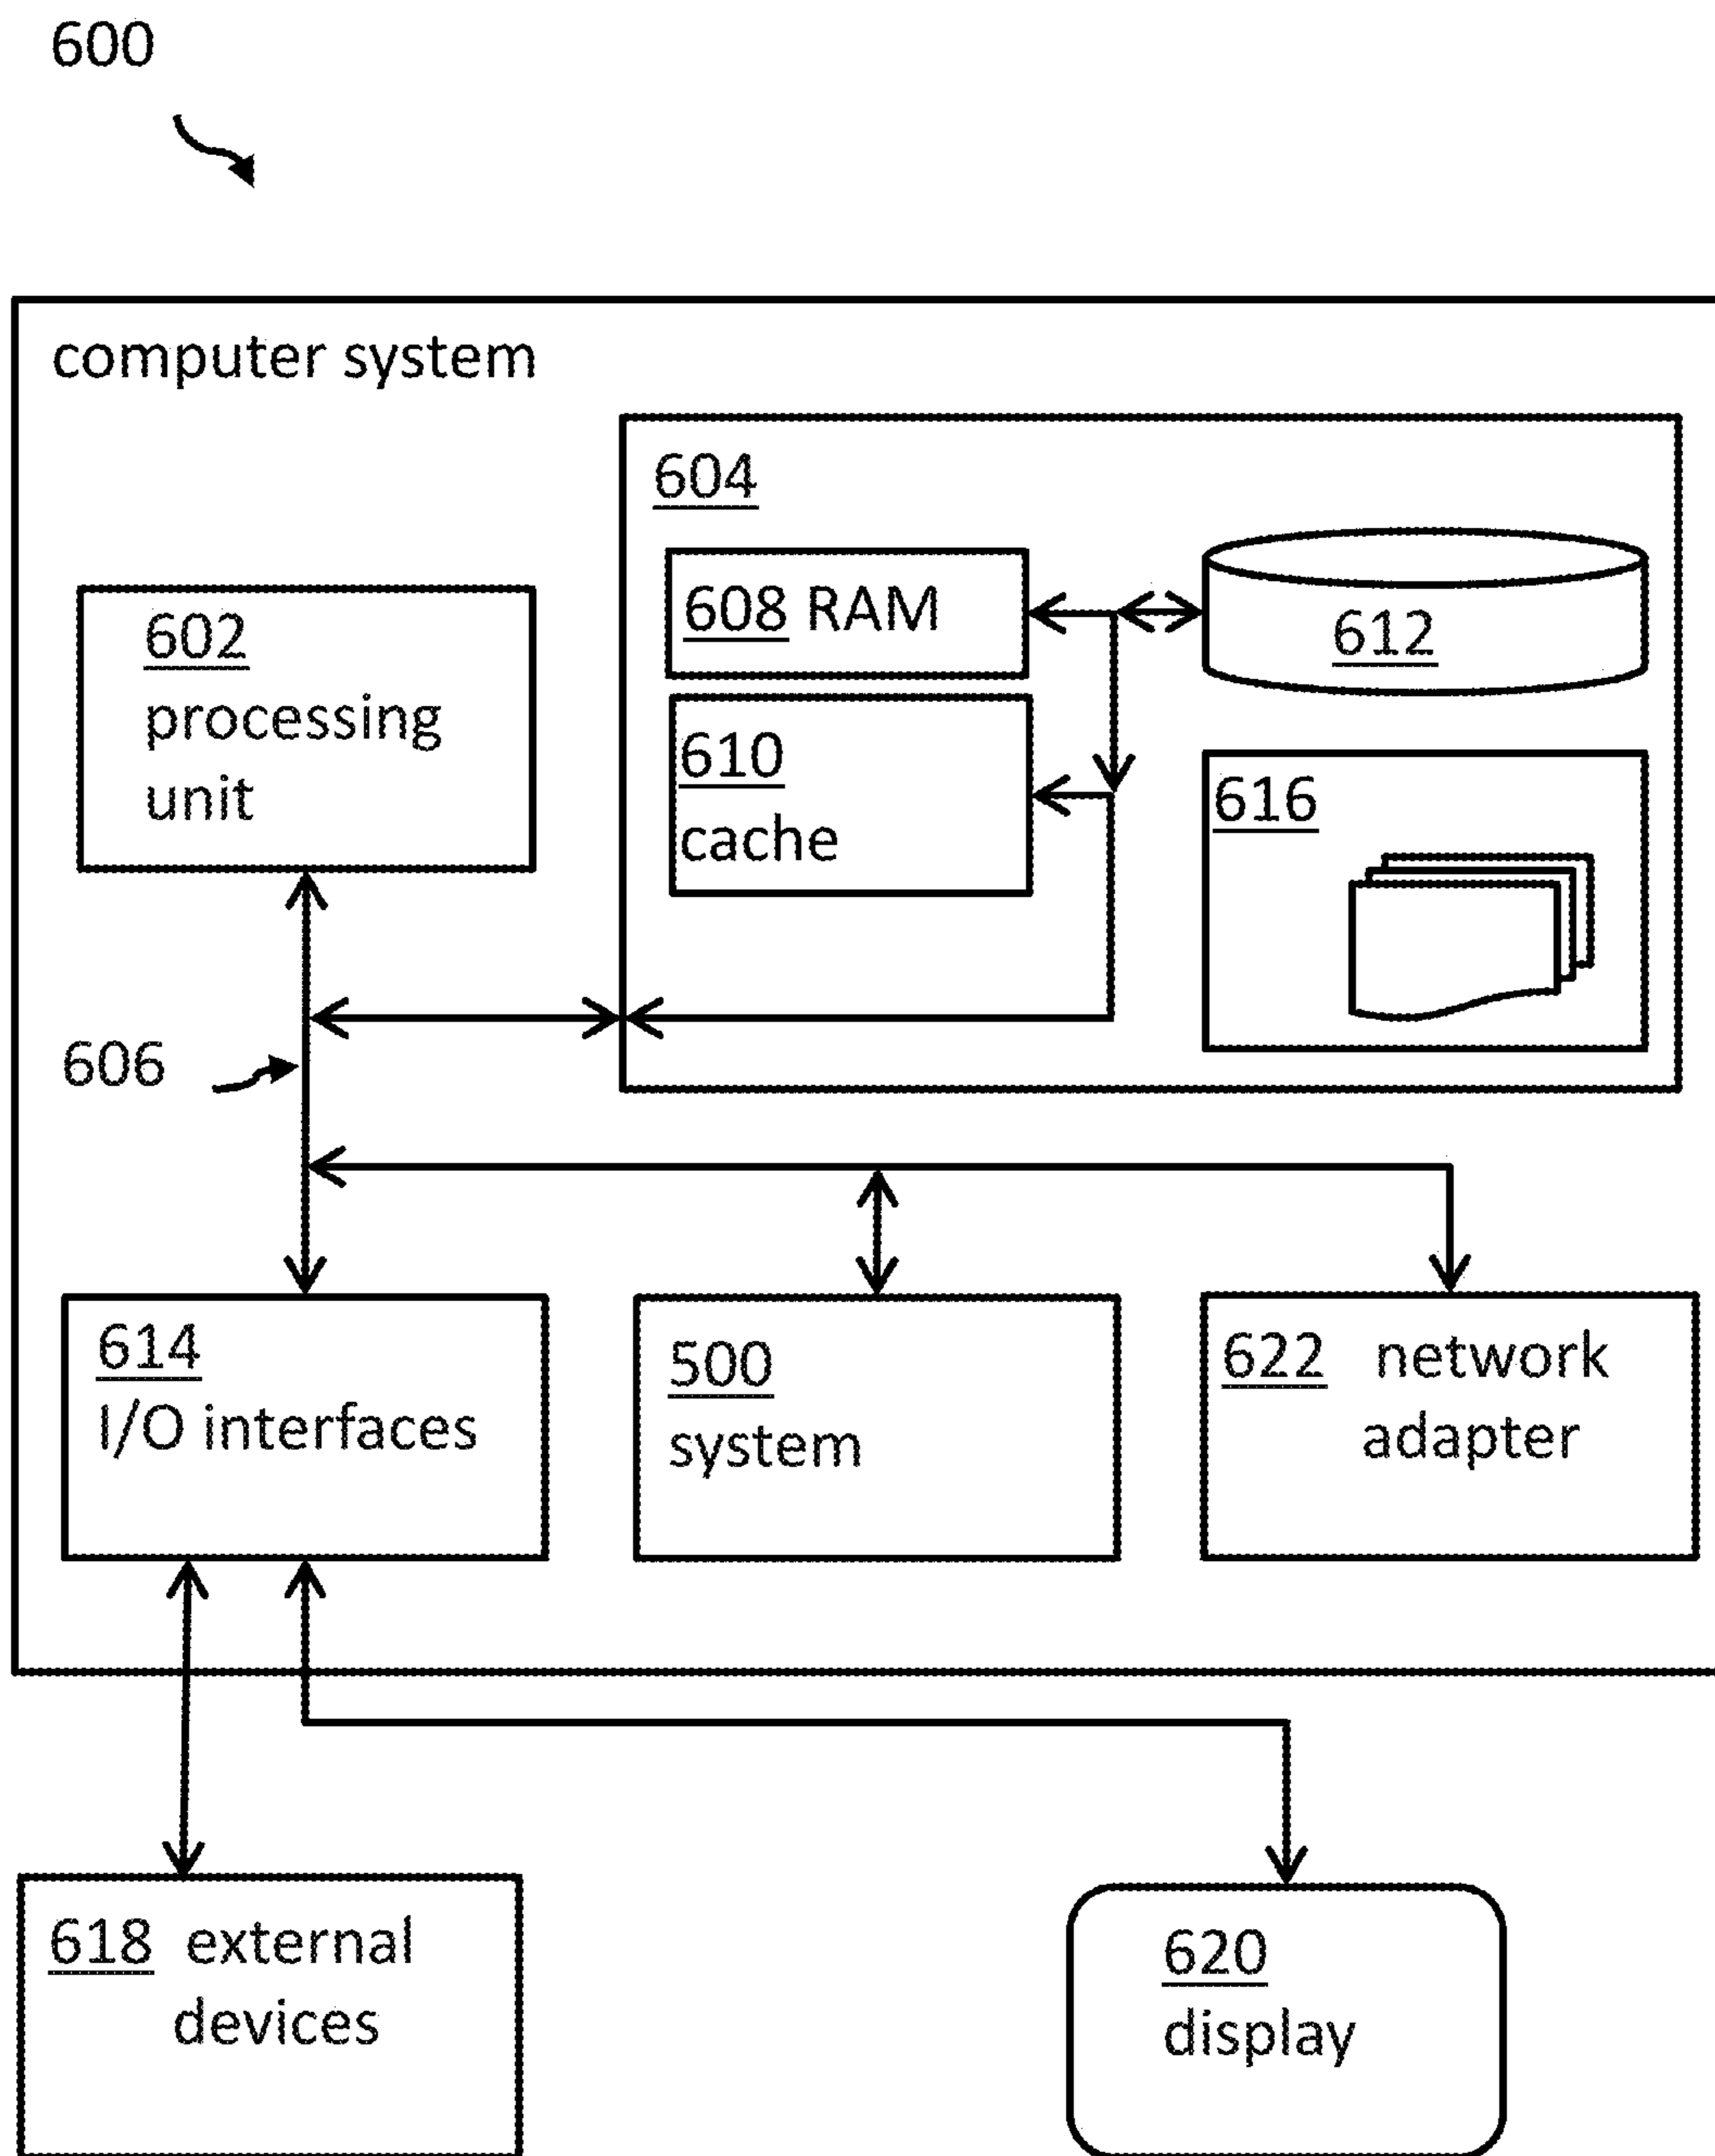 600
computer system
604
608 RAM
612
602
processing
unit
610
cache
616
606
614
I/O interfaces
500
system
622 network
adapter
618 external
devices
620
display